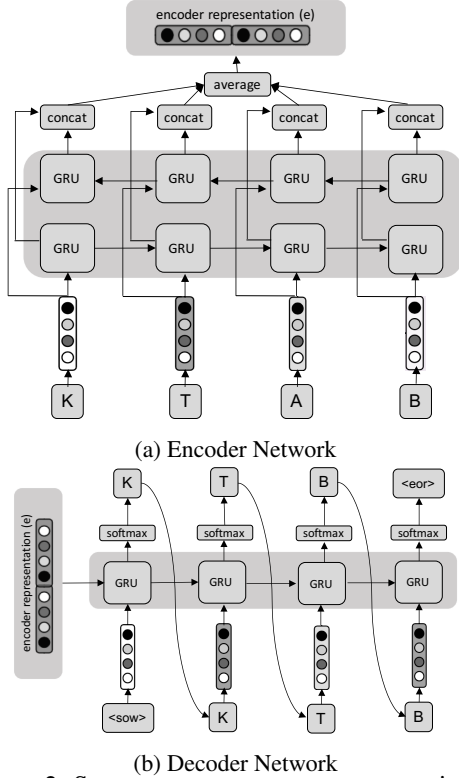 encoder representation (e)
average
concat concat concat concat
GRU GRU GRU GRU
GRU GRU GRU GRU
K T A B
(a) Encoder Network
K T B <eor>
softmax softmax softmax softmax
encoder representation (e)
GRU GRU GRU GRU
<sow> K T B
(b) Decoder Network